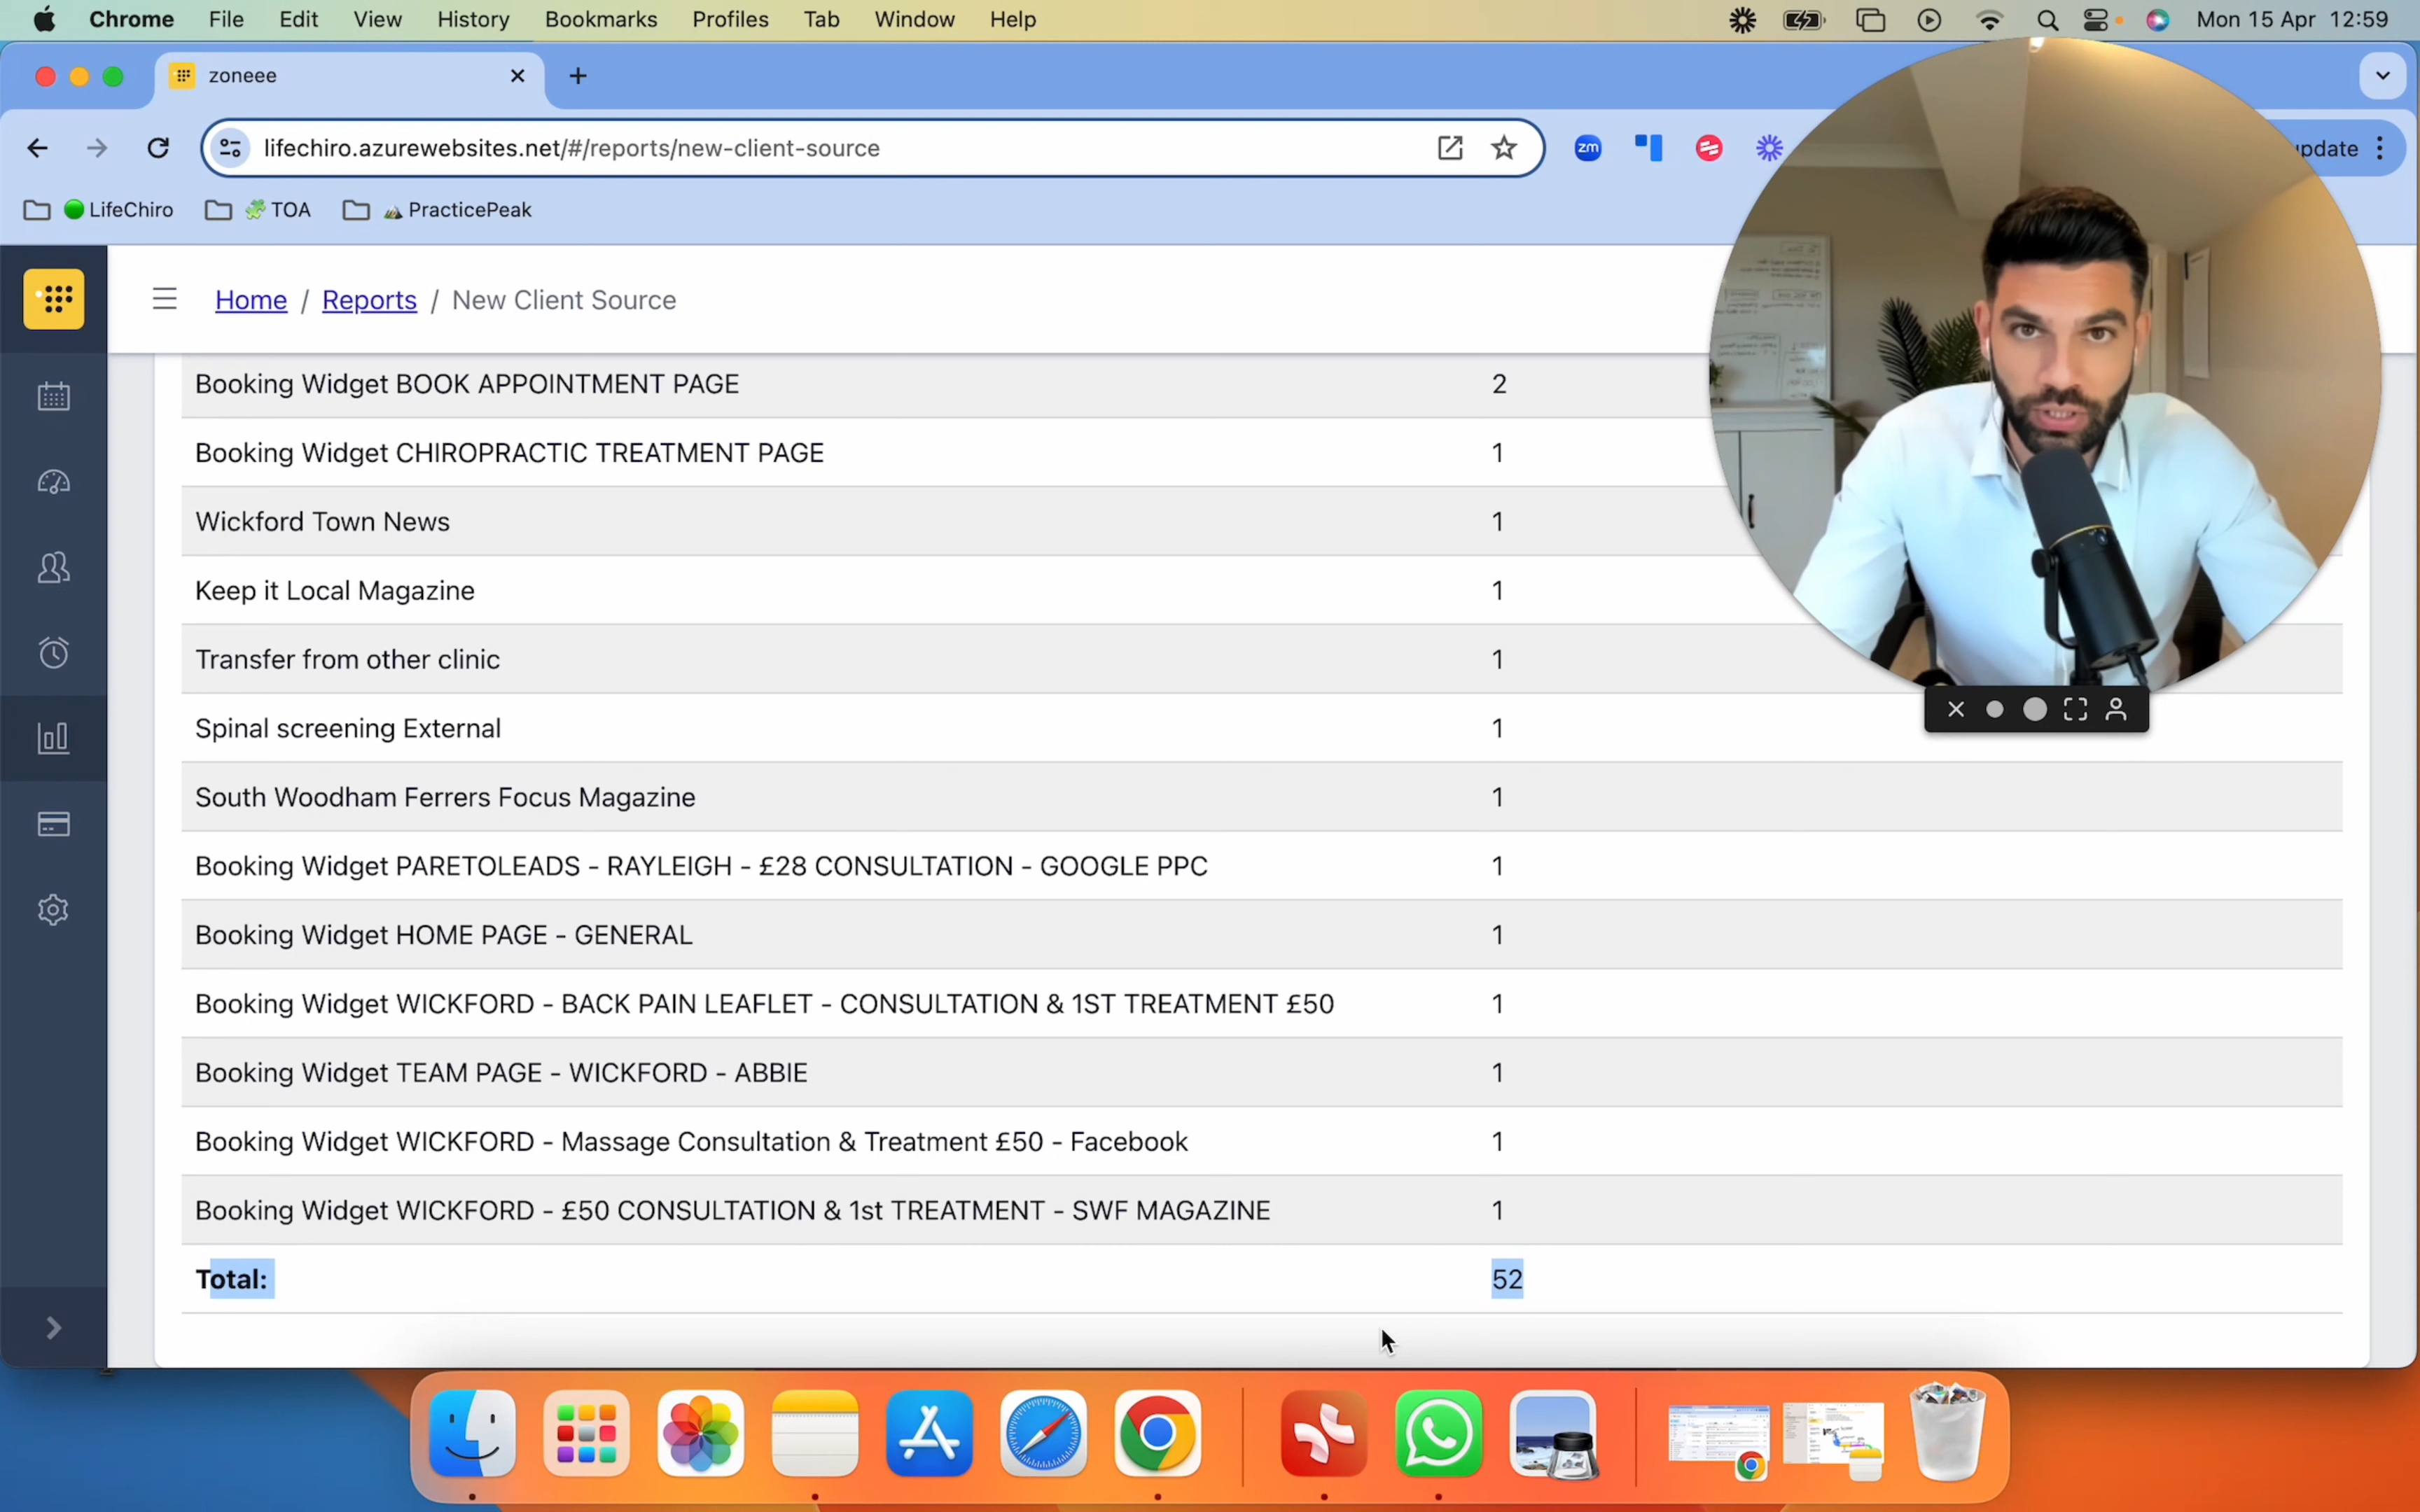 Chrome File Edit View History Bookmarks Profiles Tab Window Help Mon 15 Apr 12:59
zoneee
lifechiro.azurewebsites.net/#/reports/new-client-source zm update
LifeChiro TOA PracticePeak
Home / Reports / New Client Source
Booking Widget BOOK APPOINTMENT PAGE 2
Booking Widget CHIROPRACTIC TREATMENT PAGE 1
Wickford Town News 1
Keep it Local Magazine 1
Transfer from other clinic 1
Spinal screening External 1
South Woodham Ferrers Focus Magazine 1
Booking Widget PARETOLEADS - RAYLEIGH - £28 CONSULTATION - GOOGLE PPC 1
Booking Widget HOME PAGE - GENERAL 1
Booking Widget WICKFORD - BACK PAIN LEAFLET - CONSULTATION & 1ST TREATMENT £50 1
Booking Widget TEAM PAGE - WICKFORD - ABBIE 1
Booking Widget WICKFORD - Massage Consultation & Treatment £50 - Facebook 1
Booking Widget WICKFORD - £50 CONSULTATION & 1st TREATMENT - SWF MAGAZINE 1
Total: 52